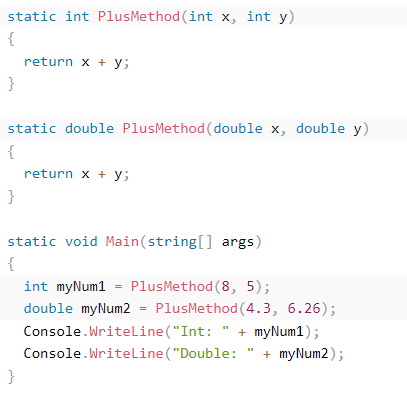 static int PlusMethod(int x, int y)
{
  return x + y;
}

static double PlusMethod(double x, double y)
{
  return x + y;
}

static void Main(string[] args)
{
  int myNum1 = PlusMethod(8, 5);
  double myNum2 = PlusMethod(4.3, 6.26);
  Console.WriteLine("Int: " + myNum1);
  Console.WriteLine("Double: " + myNum2);
}